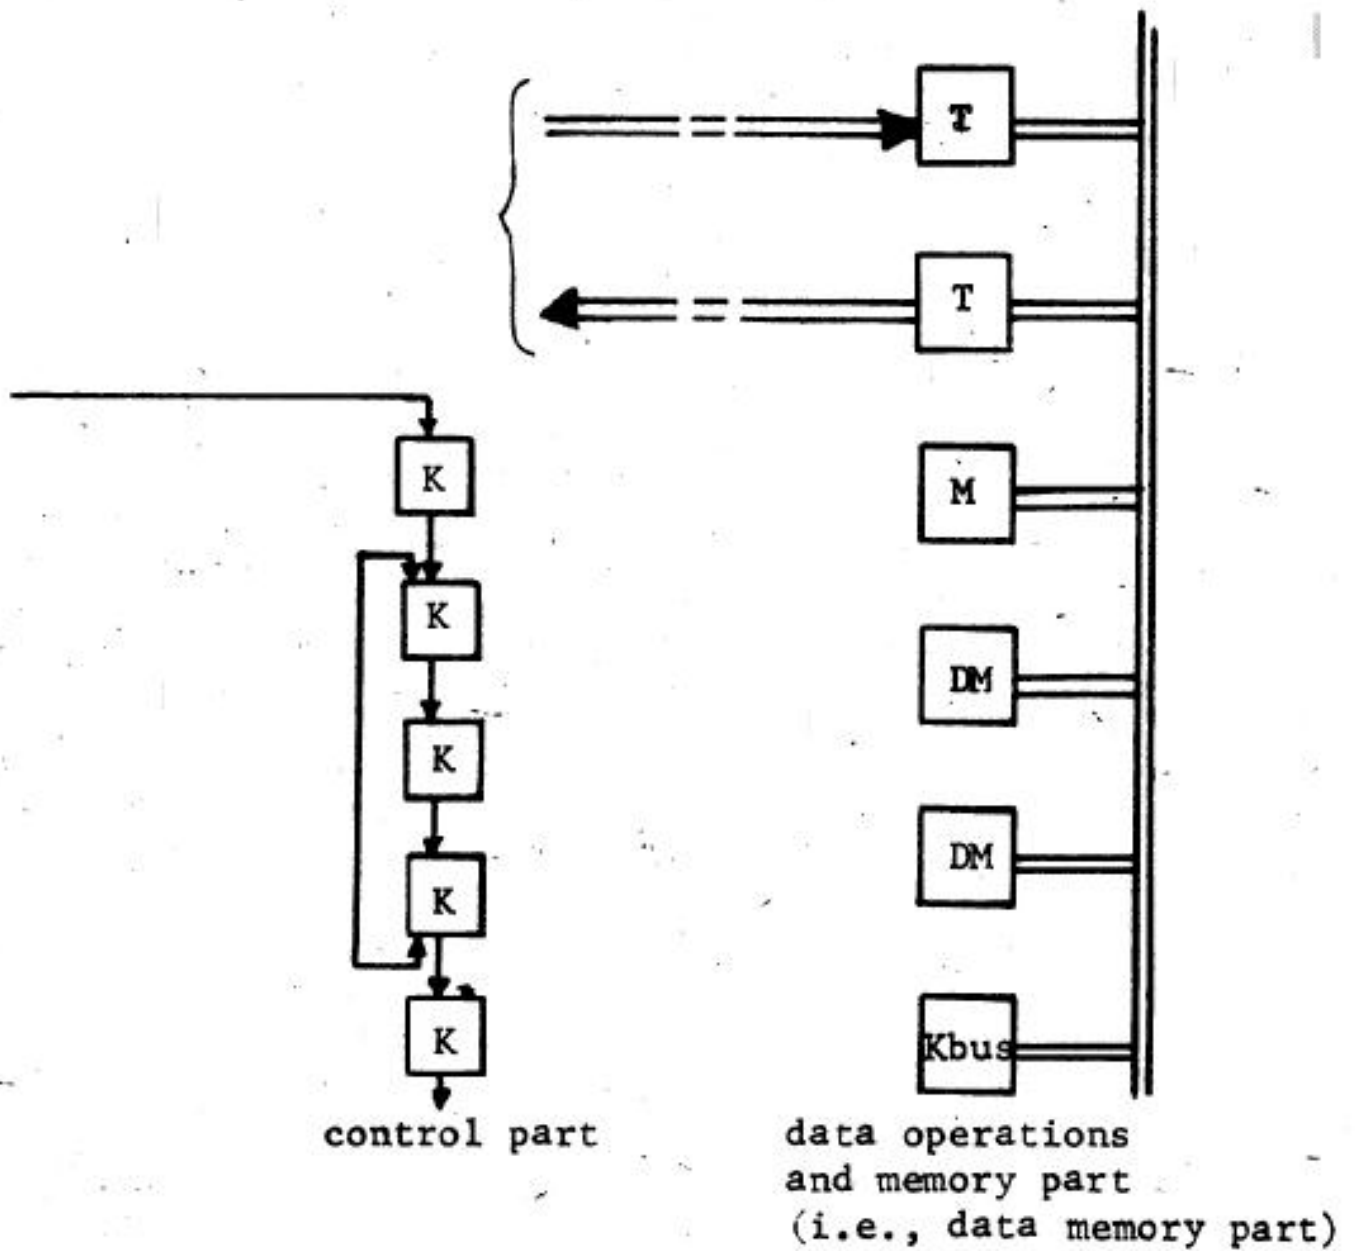 T
T
K
M
K
DM
K
DM
K
K
Kbus
control part
data operations
and memory part
(i.e., data memory part)